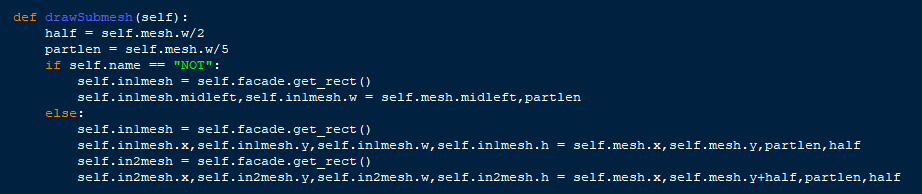 def drawSubmesh(self):
    half = self.mesh.w/2
    partlen = self.mesh.w/5
    if self.name == "NOT":
        self.in1mesh = self.facade.get_rect()
        self.in1mesh.midleft,self.in1mesh.w = self.mesh.midleft,partlen
    else:
        self.in1mesh = self.facade.get_rect()
        self.in1mesh.x,self.in1mesh.y,self.in1mesh.w,self.in1mesh.h = self.mesh.x,self.mesh.y,partlen,half
        self.in2mesh = self.facade.get_rect()
        self.in2mesh.x,self.in2mesh.y,self.in2mesh.w,self.in2mesh.h = self.mesh.x,self.mesh.y+half,partlen,half